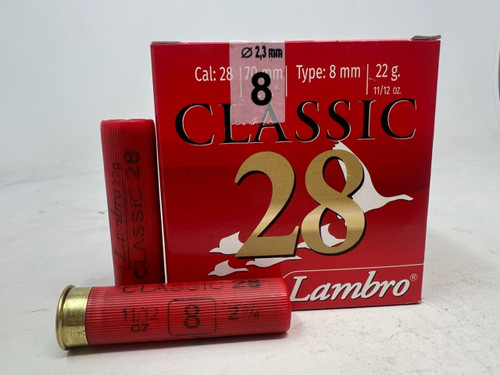 Ø 2,3 mm
8
Cal: 28 | 70 mm | Type: 8 mm | 22 g.
11/12 oz.
CLASSIC
28
Lambro®
CLASSIC 28
CLASSIC 28
11/12 OZ 8 2 3/4